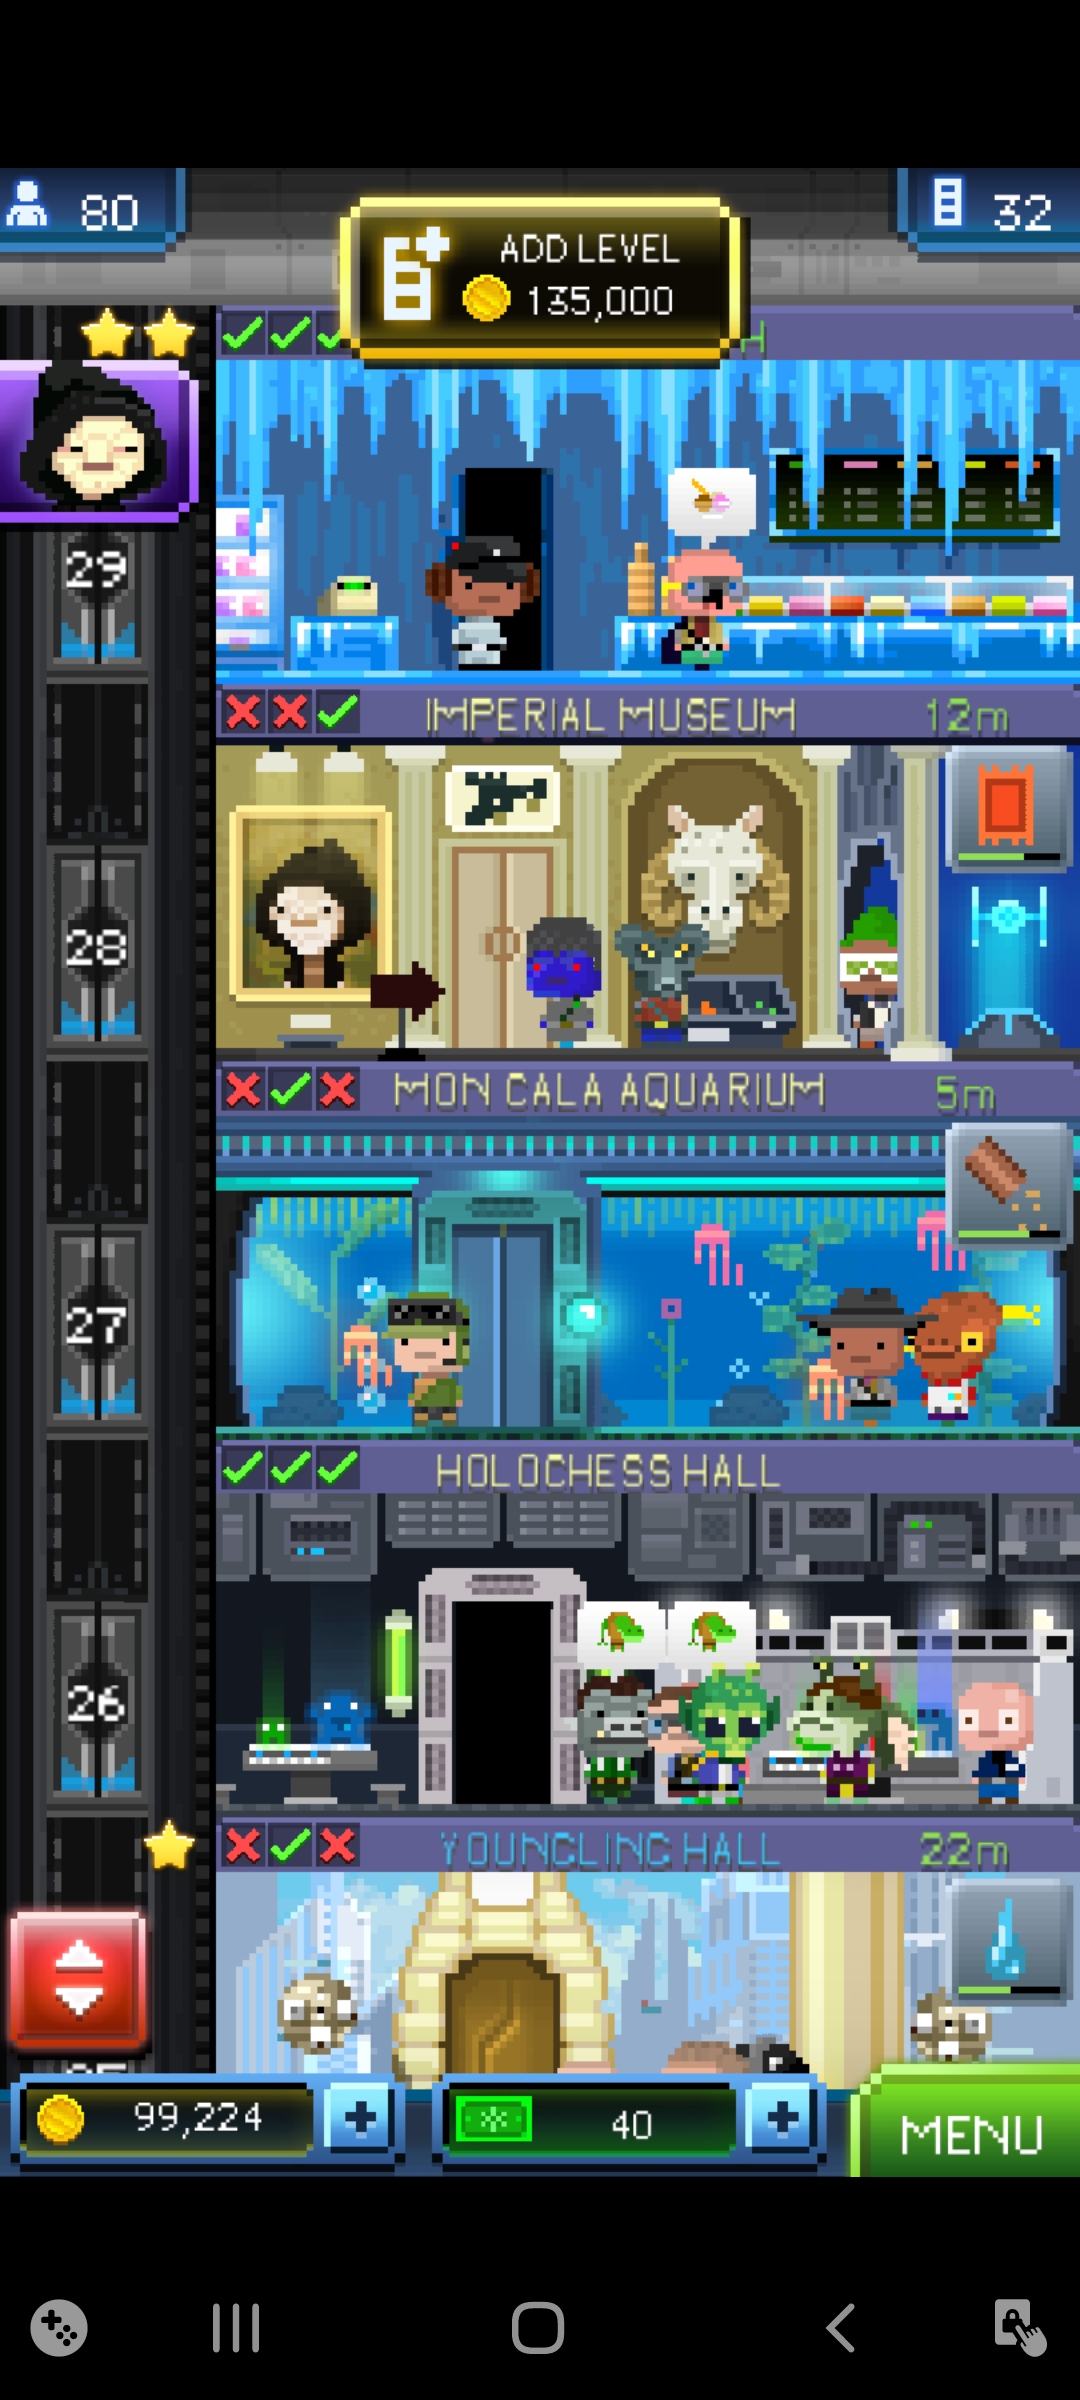 80
ADD LEVEL
135,000
32
29
IMPERIAL MUSEUM 12m
28
MON CALA AQUARIUM 5m
27
HOLOCHESS HALL
26
YOUNGLING HALL 22m
99,224
40
MENU